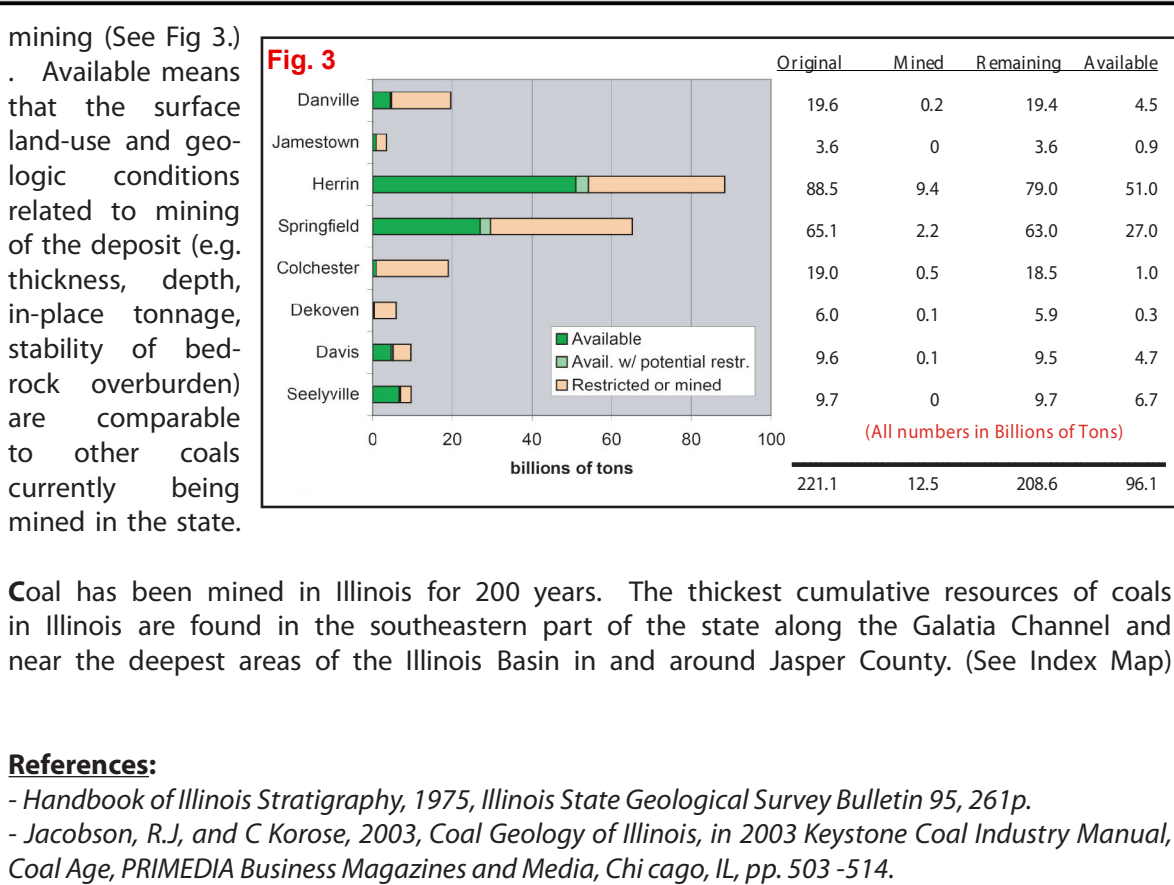 mining (See Fig 3.)
. Available means
that the surface
land-use and geo-
logic conditions
related to mining
of the deposit (e.g.
thickness, depth,
in-place tonnage,
stability of bed-
rock overburden)
are comparable
to other coals
currently being
mined in the state.
Fig. 3
Original Mined Remaining Available
Danville 19.6 0.2 19.4 4.5
Jamestown 3.6 0 3.6 0.9
Herrin 88.5 9.4 79.0 51.0
Springfield 65.1 2.2 63.0 27.0
Colchester 19.0 0.5 18.5 1.0
Dekoven 6.0 0.1 5.9 0.3
Davis 9.6 0.1 9.5 4.7
Seelyville 9.7 0 9.7 6.7
Available
Avail. w/ potential restr.
Restricted or mined
0 20 40 60 80 100
billions of tons
(All numbers in Billions of Tons)
221.1 12.5 208.6 96.1
Coal has been mined in Illinois for 200 years. The thickest cumulative resources of coals
in Illinois are found in the southeastern part of the state along the Galatia Channel and
near the deepest areas of the Illinois Basin in and around Jasper County. (See Index Map)
References:
- Handbook of Illinois Stratigraphy, 1975, Illinois State Geological Survey Bulletin 95, 261p.
- Jacobson, R.J, and C Korose, 2003, Coal Geology of Illinois, in 2003 Keystone Coal Industry Manual,
Coal Age, PRIMEDIA Business Magazines and Media, Chi cago, IL, pp. 503 -514.